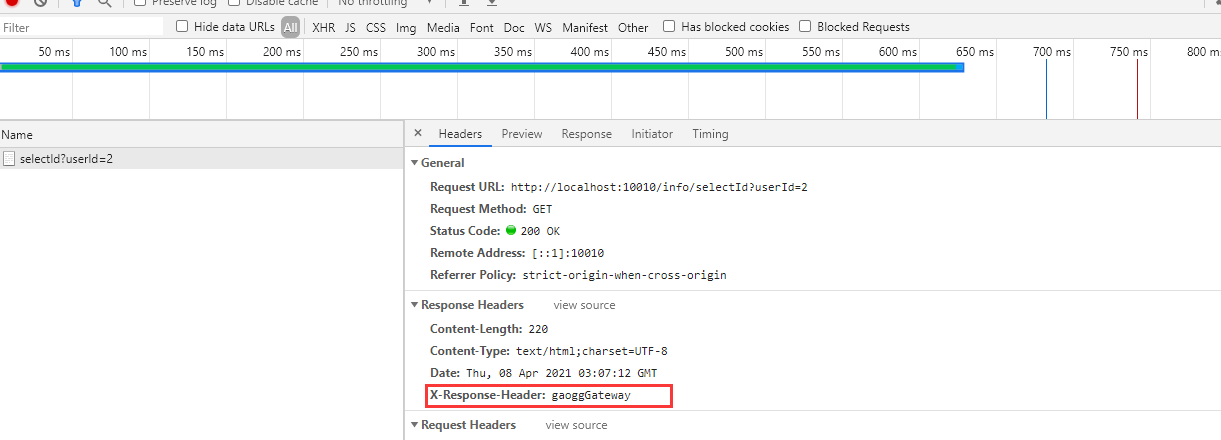 Preserve log Disable cache No throttling
Filter Hide data URLs All XHR JS CSS Img Media Font Doc WS Manifest Other Has blocked cookies Blocked Requests
50 ms 100 ms 150 ms 200 ms 250 ms 300 ms 350 ms 400 ms 450 ms 500 ms 550 ms 600 ms 650 ms 700 ms 750 ms 800 ms
Name
selectId?userId=2
× Headers Preview Response Initiator Timing
General
Request URL: http://localhost:10010/info/selectId?userId=2
Request Method: GET
Status Code: 200 OK
Remote Address: [::1]:10010
Referrer Policy: strict-origin-when-cross-origin
Response Headers view source
Content-Length: 220
Content-Type: text/html;charset=UTF-8
Date: Thu, 08 Apr 2021 03:07:12 GMT
X-Response-Header: gaoggGateway
Request Headers view source